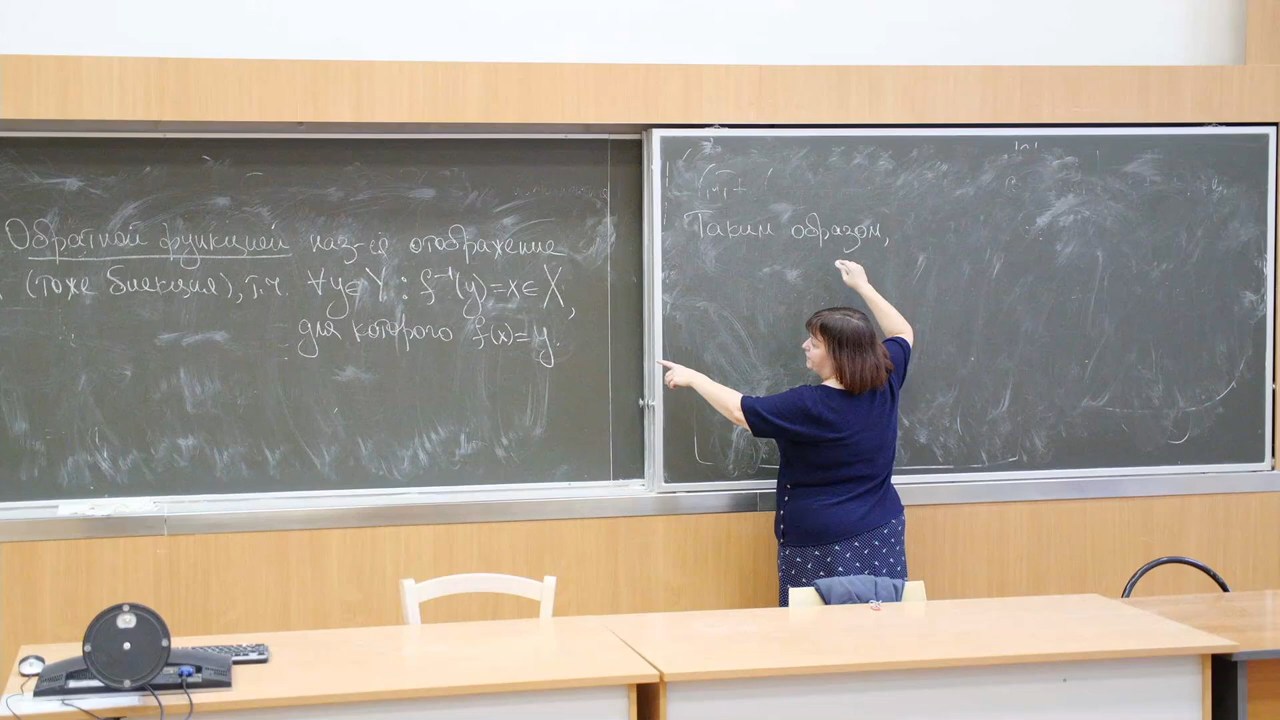 Обратной функцией наз-ся отображение
(тоже биекция), т.ч. ∀y∈Y : f⁻¹(y)=x∈X,
для которого f(x)=y.
Таким образом,